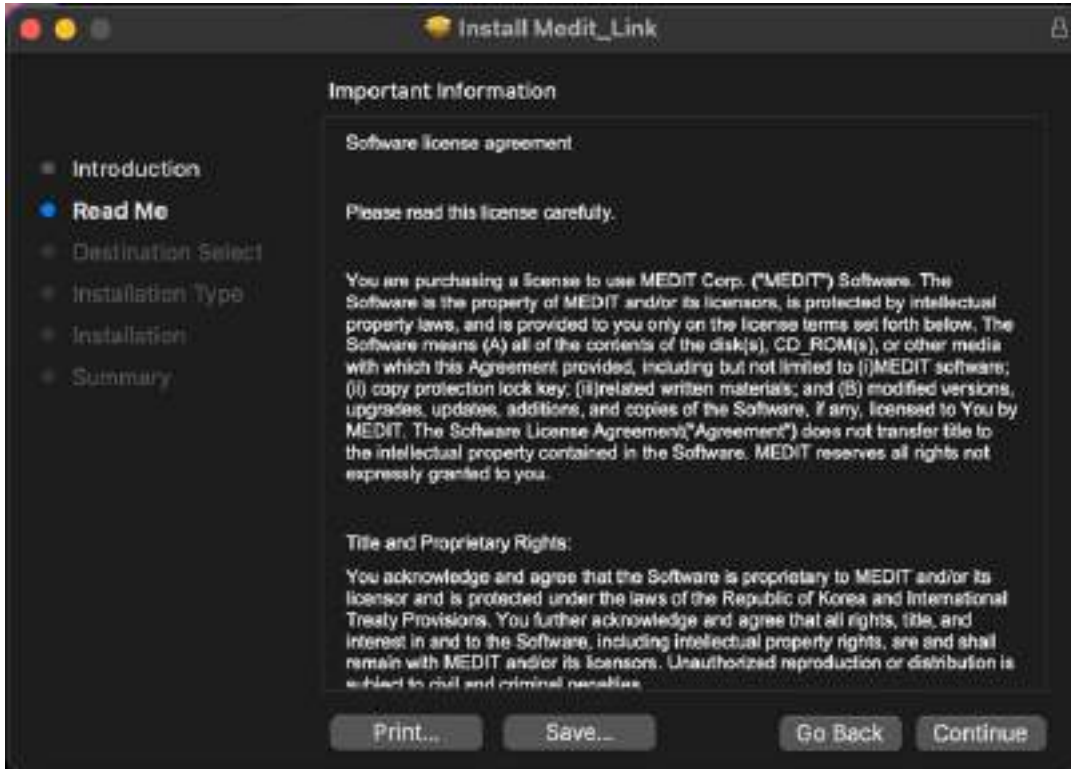 Install Medit_Link
Important Information
Introduction
Read Me
Destination Select
Installation Type
Installation
Summary
Software license agreement
Please read this license carefully.
You are purchasing a license to use MEDIT Corp. ("MEDIT") Software. The
Software is the property of MEDIT and/or its licensors, is protected by intellectual
property laws, and is provided to you only on the license terms set forth below. The
Software means (A) all of the contents of the disk(s), CD_ROM(s), or other media
with which this Agreement provided, including but not limited to (i)MEDIT software;
(ii) copy protection lock key; (iii)related written materials; and (B) modified versions,
upgrades, updates, additions, and copies of the Software, if any, licensed to You by
MEDIT. The Software License Agreement("Agreement") does not transfer title to
the intellectual property contained in the Software. MEDIT reserves all rights not
expressly granted to you.
Title and Proprietary Rights:
You acknowledge and agree that the Software is proprietary to MEDIT and/or its
licensor and is protected under the laws of the Republic of Korea and International
Treaty Provisions. You further acknowledge and agree that all rights, title, and
interest in and to the Software, including intellectual property rights, are and shall
remain with MEDIT and/or its licensors. Unauthorized reproduction or distribution is
subject to civil and criminal penalties.
Print...
Save...
Go Back
Continue